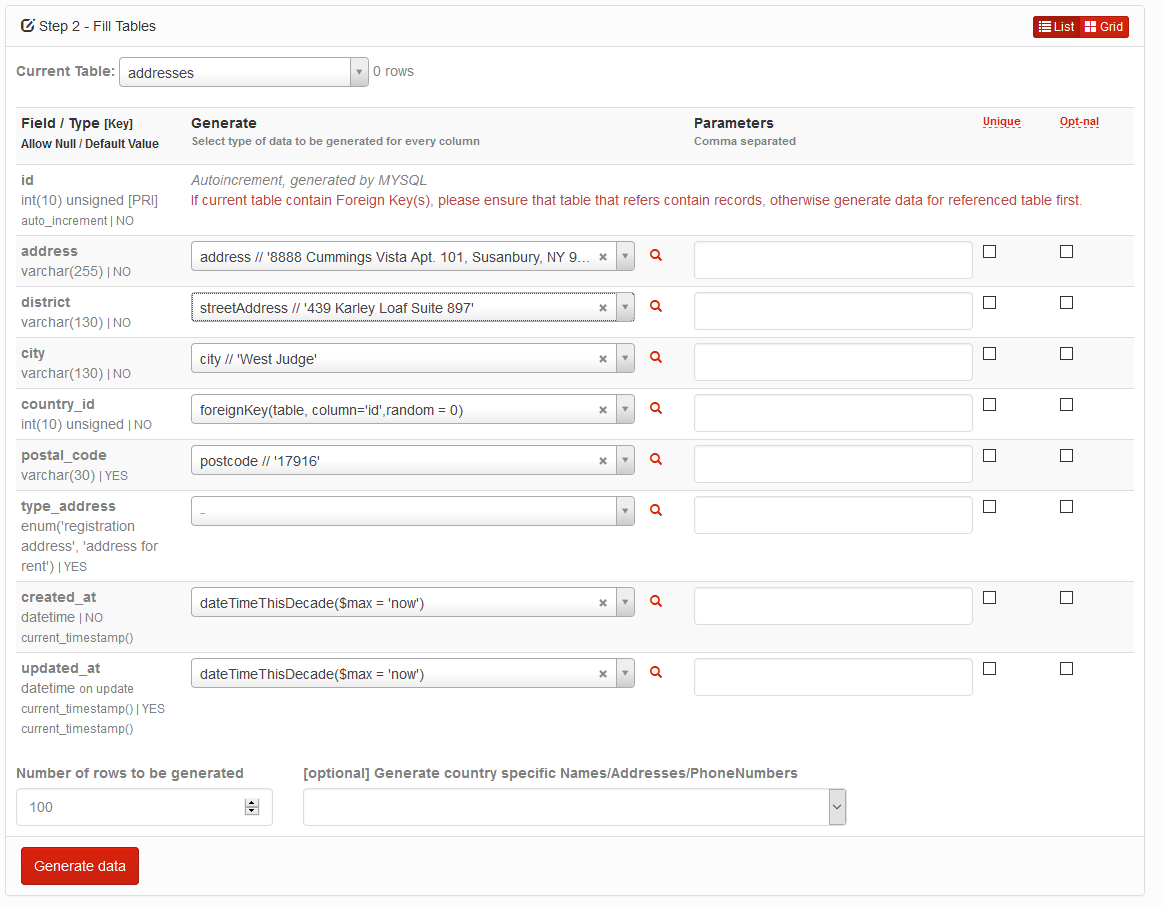 Step 2 - Fill Tables
List Grid
Current Table: addresses 0 rows
Field / Type [Key] Generate Parameters Unique Opt-nal
Allow Null / Default Value Select type of data to be generated for every column Comma separated
id Autoincrement, generated by MYSQL
int(10) unsigned [PRI] If current table contain Foreign Key(s), please ensure that table that refers contain records, otherwise generate data for referenced table first.
auto_increment | NO
address address // '8888 Cummings Vista Apt. 101, Susanbury, NY 9... ×
varchar(255) | NO
district streetAddress // '439 Karley Loaf Suite 897' ×
varchar(130) | NO
city city // 'West Judge' ×
varchar(130) | NO
country_id foreignKey(table, column='id',random = 0) ×
int(10) unsigned | NO
postal_code postcode // '17916' ×
varchar(30) | YES
type_address -
enum('registration
address', 'address for
rent') | YES
created_at dateTimeThisDecade($max = 'now') ×
datetime | NO
current_timestamp()
updated_at dateTimeThisDecade($max = 'now') ×
datetime on update
current_timestamp() | YES
current_timestamp()
Number of rows to be generated [optional] Generate country specific Names/Addresses/PhoneNumbers
100
Generate data